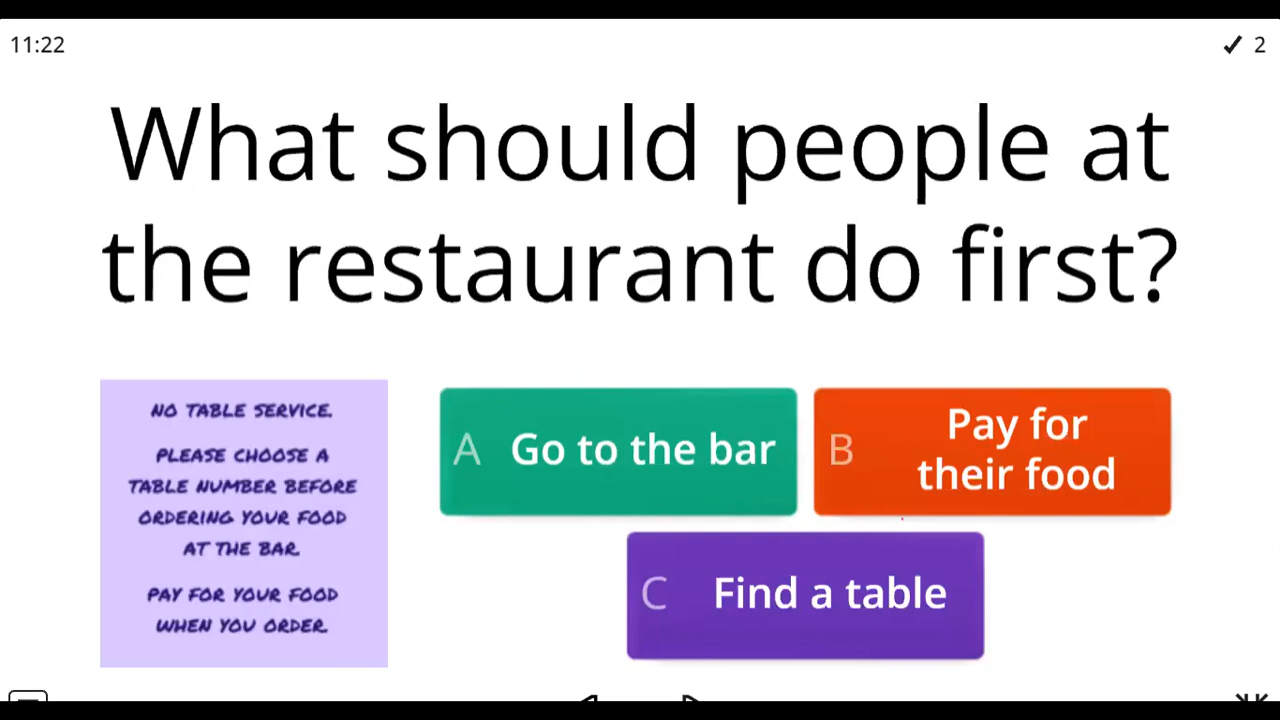 11:22
✓ 2
What should people at
the restaurant do first?
NO TABLE SERVICE.
PLEASE CHOOSE A
TABLE NUMBER BEFORE
ORDERING YOUR FOOD
AT THE BAR.
PAY FOR YOUR FOOD
WHEN YOU ORDER.
A Go to the bar
B Pay for
their food
C Find a table